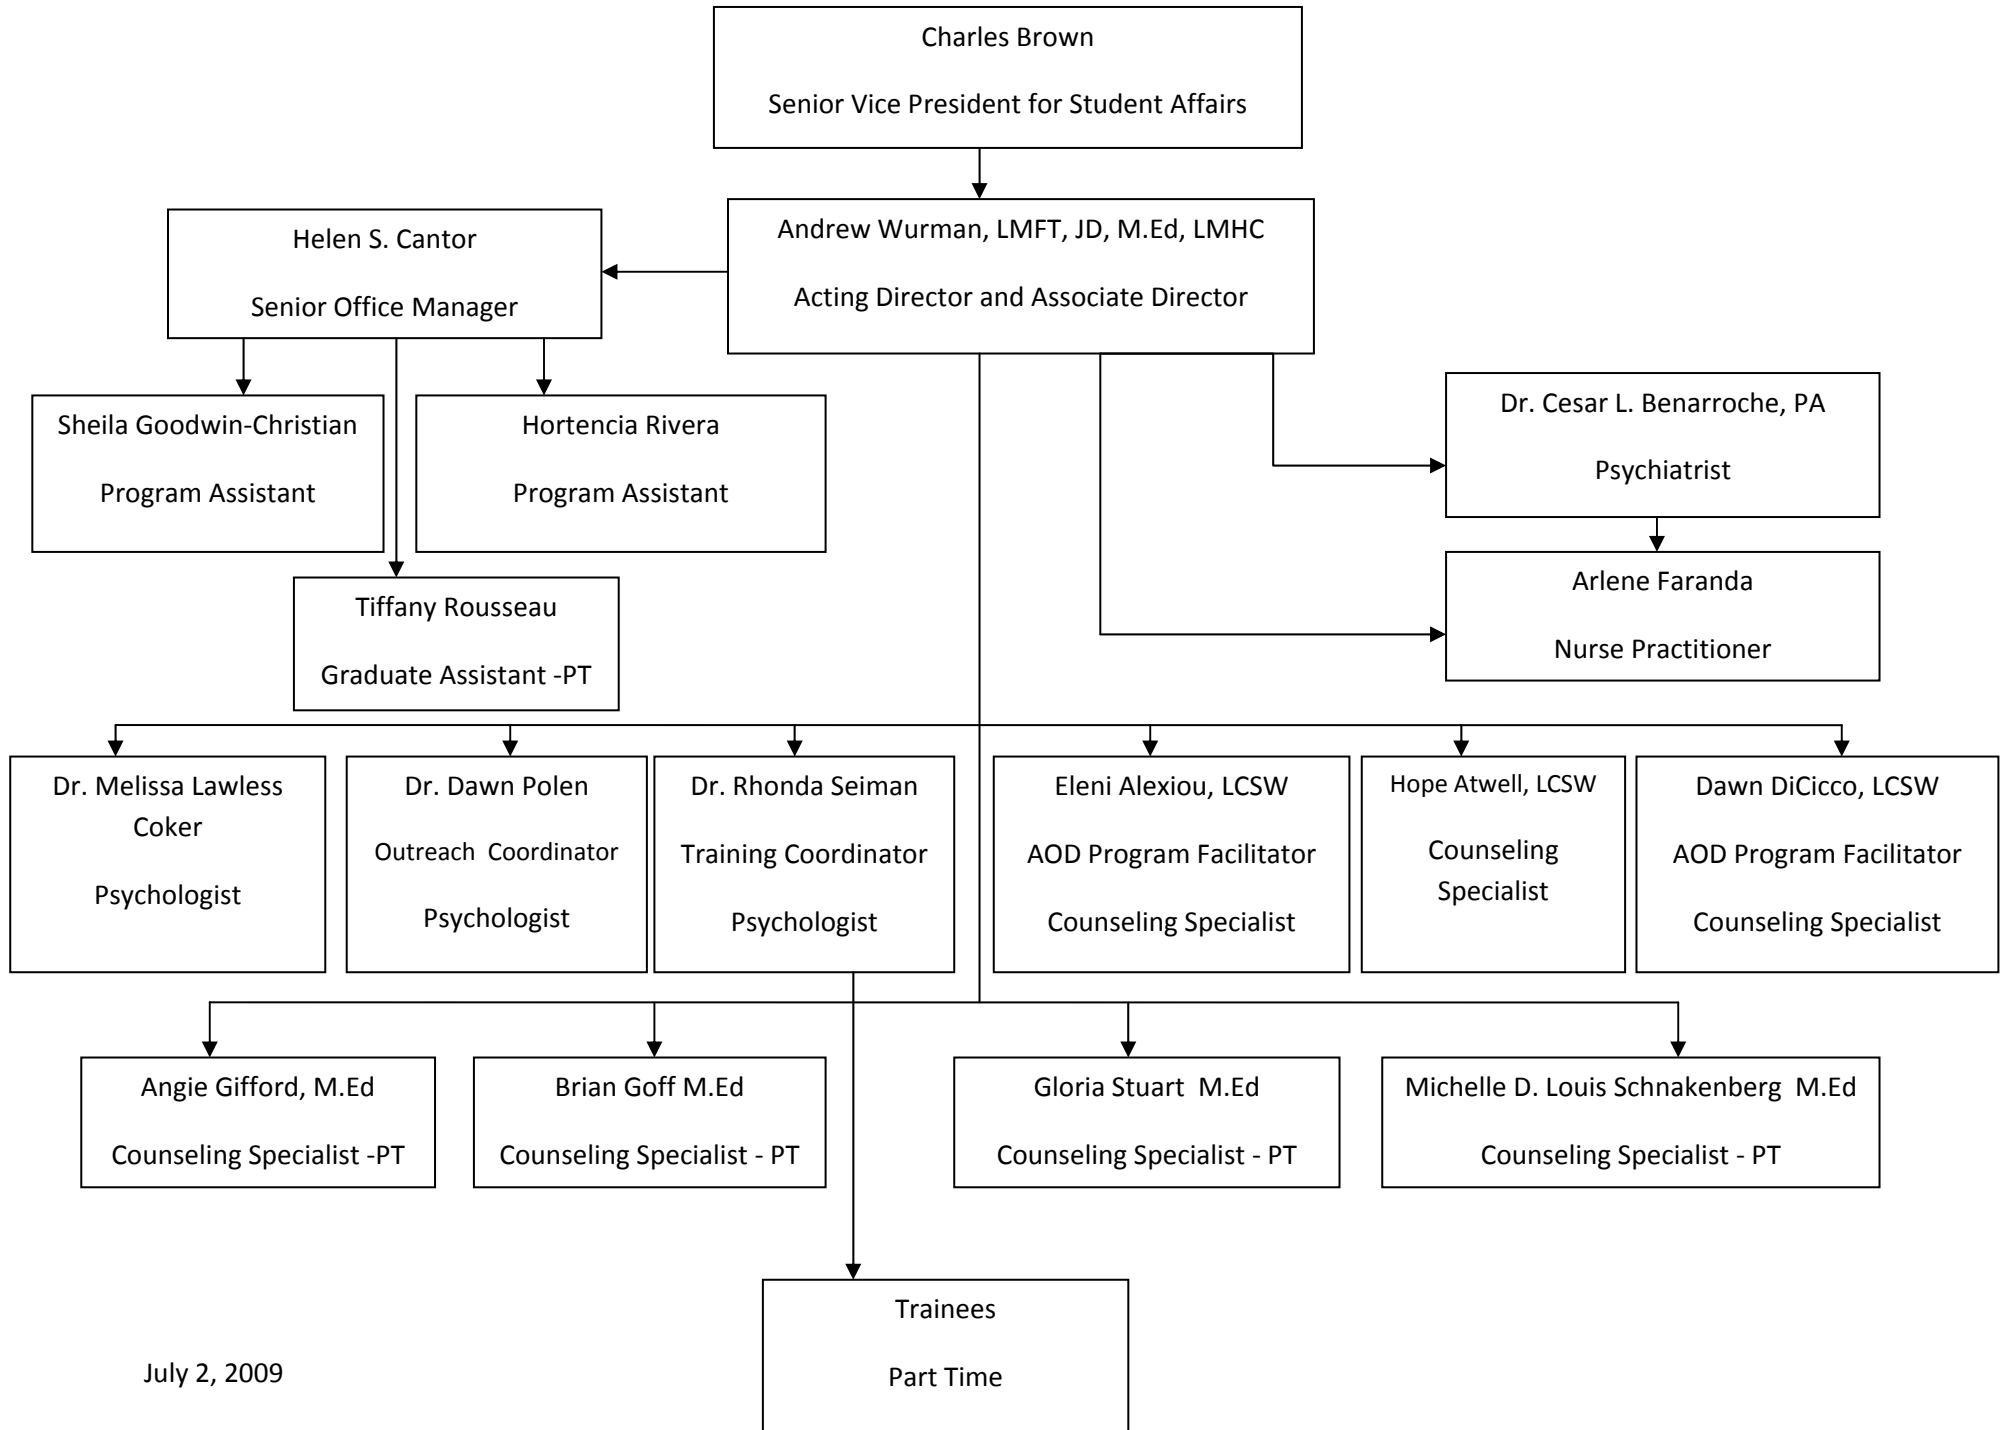 Charles Brown
Senior Vice President for Student Affairs
Helen S. Cantor
Senior Office Manager
Andrew Wurman, LMFT, JD, M.Ed, LMHC
Acting Director and Associate Director
Sheila Goodwin-Christian
Program Assistant
Hortencia Rivera
Program Assistant
Dr. Cesar L. Benarroche, PA
Psychiatrist
Tiffany Rousseau
Graduate Assistant -PT
Arlene Faranda
Nurse Practitioner
Dr. Melissa Lawless
Coker
Psychologist
Dr. Dawn Polen
Outreach Coordinator
Psychologist
Dr. Rhonda Seiman
Training Coordinator
Psychologist
Eleni Alexiou, LCSW
AOD Program Facilitator
Counseling Specialist
Hope Atwell, LCSW
Counseling
Specialist
Dawn DiCicco, LCSW
AOD Program Facilitator
Counseling Specialist
Angie Gifford, M.Ed
Counseling Specialist -PT
Brian Goff M.Ed
Counseling Specialist - PT
Gloria Stuart M.Ed
Counseling Specialist - PT
Michelle D. Louis Schnakenberg M.Ed
Counseling Specialist - PT
Trainees
Part Time
July 2, 2009